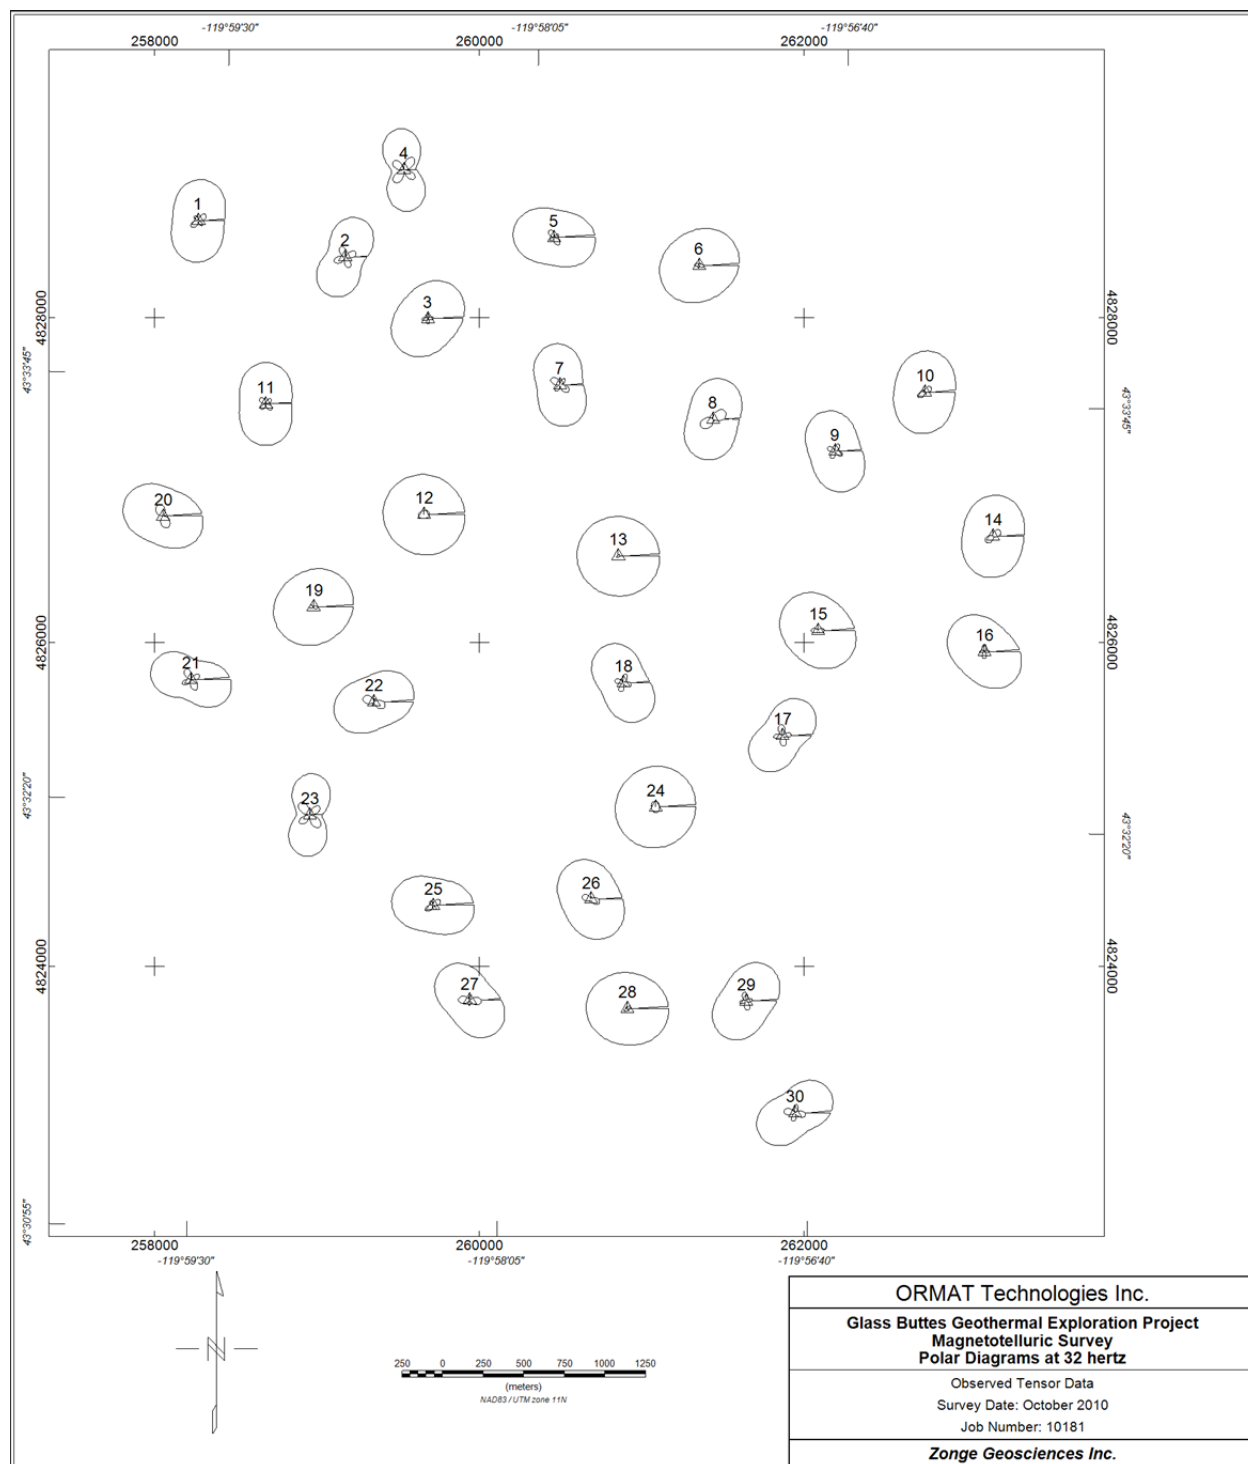 -119°59'30" -119°58'05" -119°56'40"
258000 260000 262000
4
1
5
2
6
3
4828000 4828000
43°33'45"
7
11
10
8
43°33'45"
9
20
12
14
13
19
15
4826000 4826000
16
21
18
22
17
43°32'20"
24
23
43°32'20"
26
25
4824000 4824000
27
29
28
30
43°30'55"
258000 260000 262000
-119°59'30" -119°58'05" -119°56'40"
N
250 0 250 500 750 1000 1250
(meters)
NAD83 / UTM zone 11N
ORMAT Technologies Inc.
Glass Buttes Geothermal Exploration Project
Magnetotelluric Survey
Polar Diagrams at 32 hertz
Observed Tensor Data
Survey Date: October 2010
Job Number: 10181
Zonge Geosciences Inc.